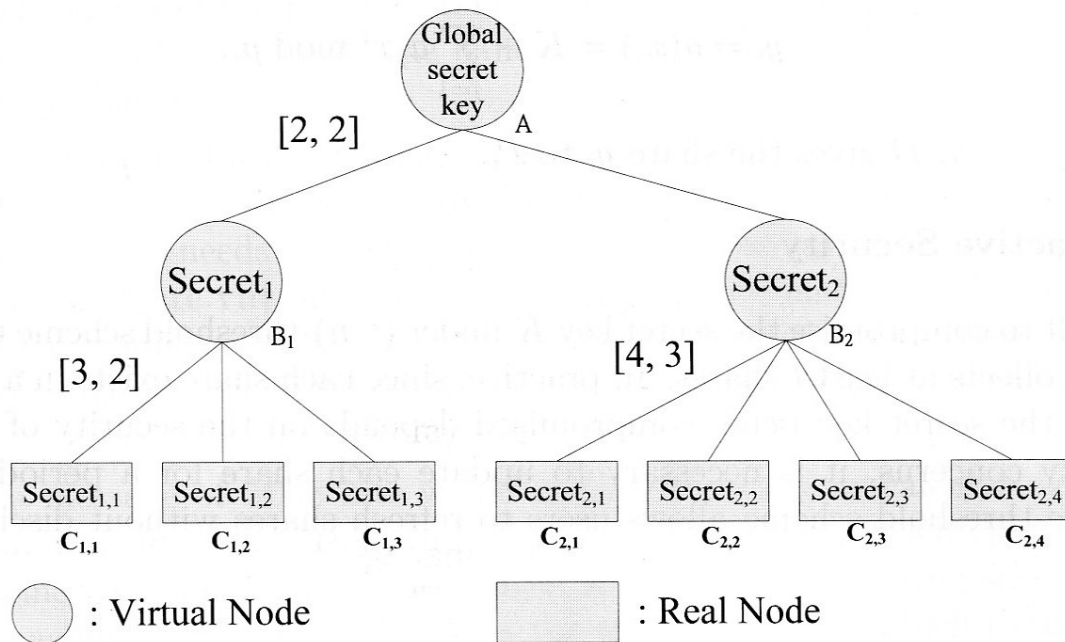 Global
secret
key
A
[2, 2]
Secret₁
B₁
Secret₂
B₂
[3, 2]
[4, 3]
Secret₁,₁
Secret₁,₂
Secret₁,₃
Secret₂,₁
Secret₂,₂
Secret₂,₃
Secret₂,₄
C₁,₁
C₁,₂
C₁,₃
C₂,₁
C₂,₂
C₂,₃
C₂,₄
: Virtual Node
: Real Node